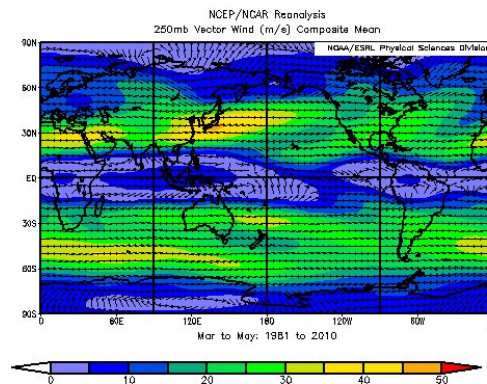 NCEP/NCAR Reanalysis
250mb Vector Wind (m/s) Composite Mean
NOAA/ESRL Physical Sciences Division
90N
60N
30N
EQ
30S
60S
90S
0 60E 120E 180 120W 60W
Mar to May: 1981 to 2010
0 10 20 30 40 50